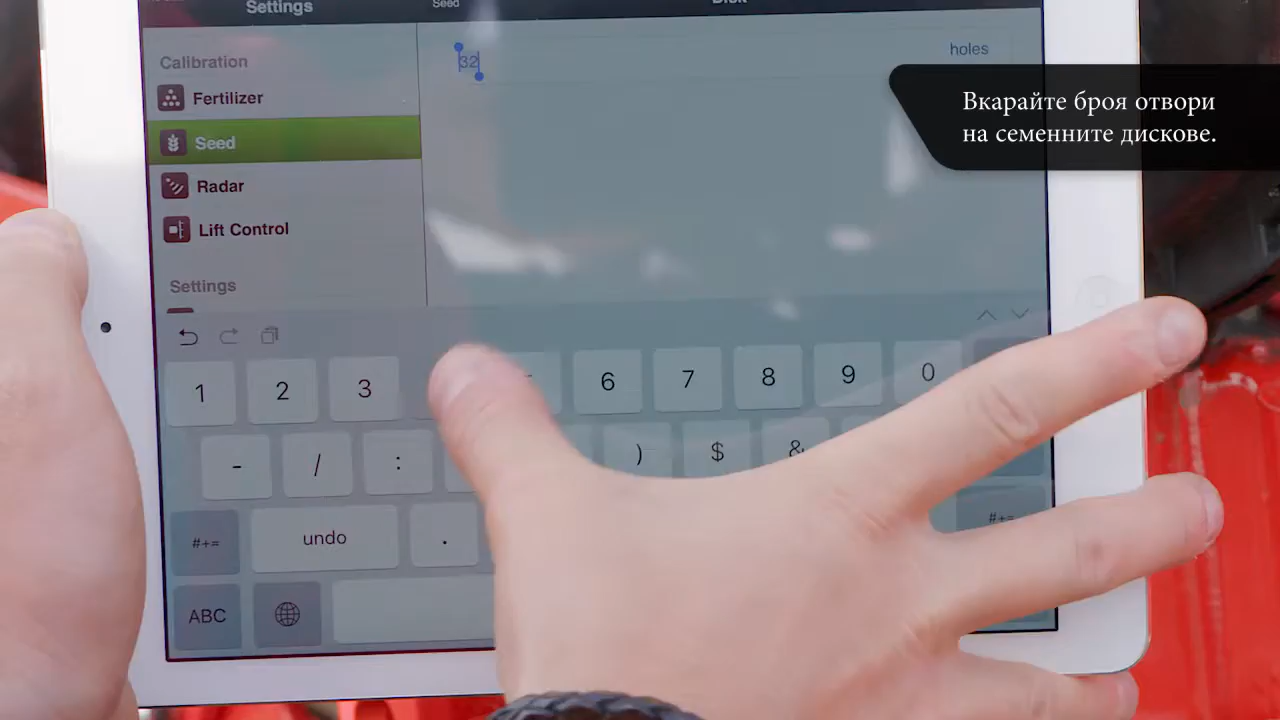 Settings
Seed
Disk
Calibration
Fertilizer
Seed
Radar
Lift Control
Settings
32
holes
Вкарайте броя отвори
на семенните дискове.
1 2 3 6 7 8 9 0
- / : ) $ &
#+= undo . #+=
ABC